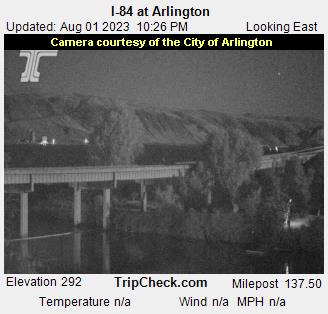 I-84 at Arlington
Updated: Aug 01 2023 10:26 PM Looking East
Camera courtesy of the City of Arlington
Elevation 292 TripCheck.com Milepost 137.50
Temperature n/a Wind n/a MPH n/a